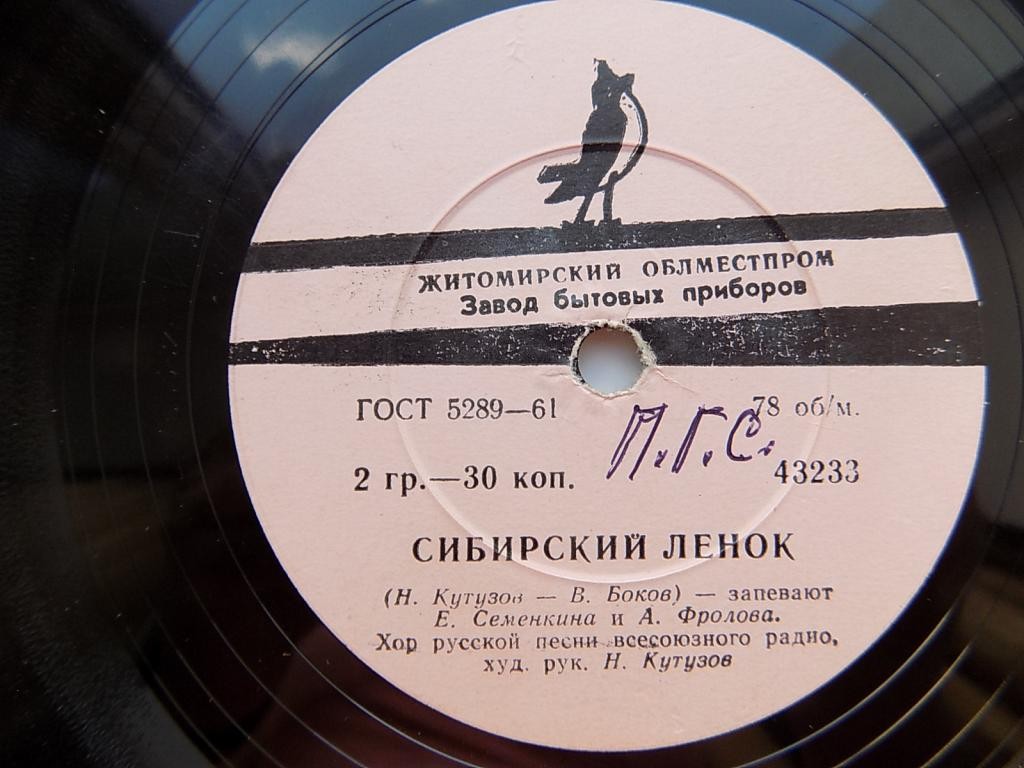 ЖИТОМИРСКИЙ ОБЛМЕСТПРОМ
Завод бытовых приборов
ГОСТ 5289—61 78 об/м.
П.Г.С.
2 гр.—30 коп. 43233
СИБИРСКИЙ ЛЕНОК
(Н. Кутузов — В. Боков) — запевают
Е. Семенкина и А. Фролова.
Хор русской песни всесоюзного радио,
худ. рук. Н. Кутузов